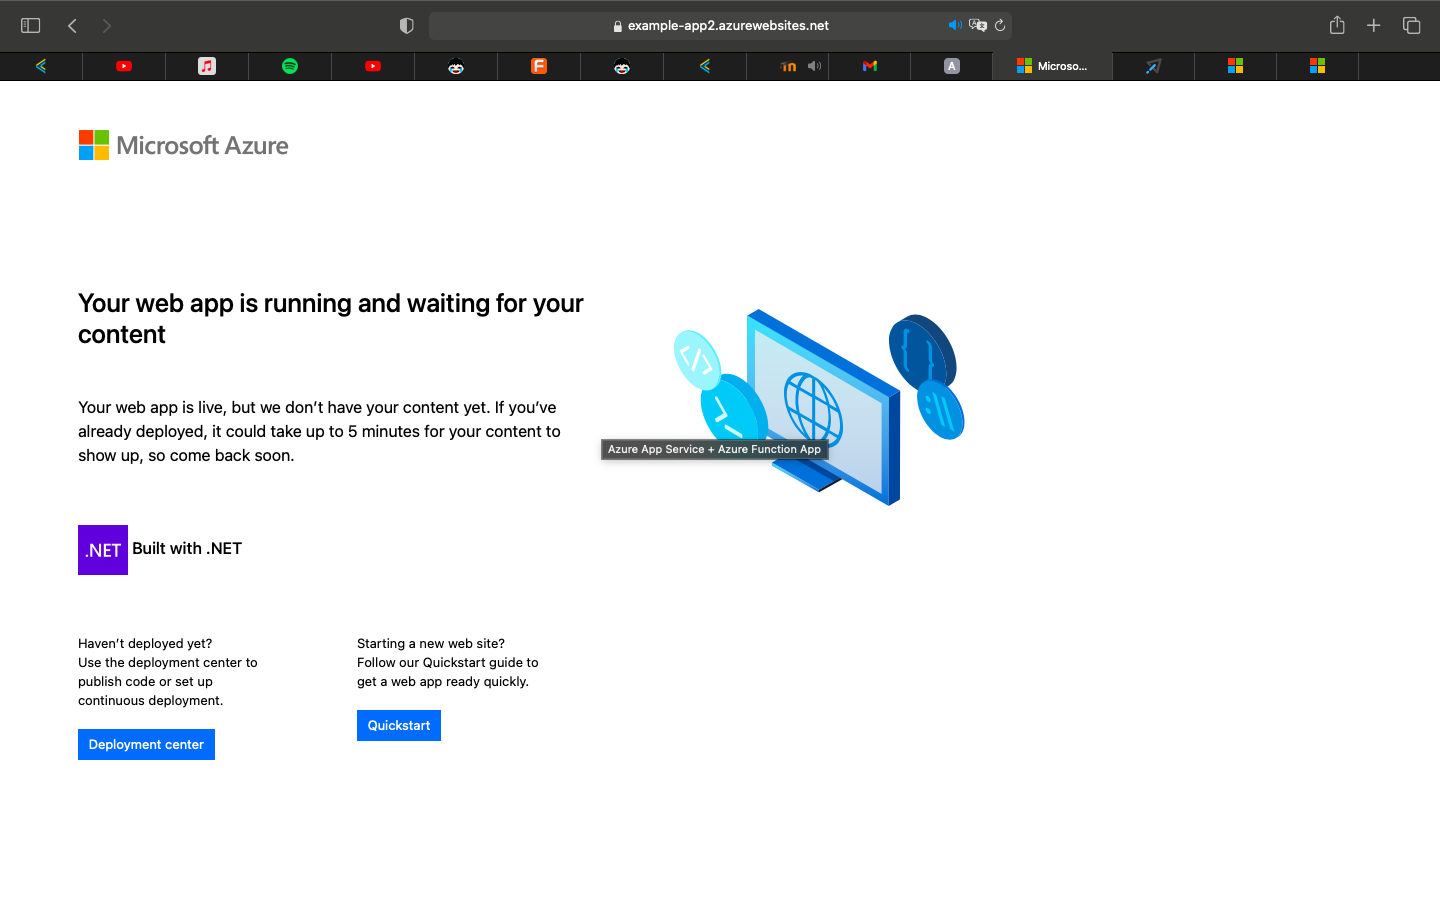 example-app2.azurewebsites.net
A
Microso...
Microsoft Azure
Your web app is running and waiting for your
content
Your web app is live, but we don’t have your content yet. If you’ve
already deployed, it could take up to 5 minutes for your content to
show up, so come back soon.
Azure App Service + Azure Function App
.NET Built with .NET
Haven’t deployed yet?
Use the deployment center to
publish code or set up
continuous deployment.
Deployment center
Starting a new web site?
Follow our Quickstart guide to
get a web app ready quickly.
Quickstart